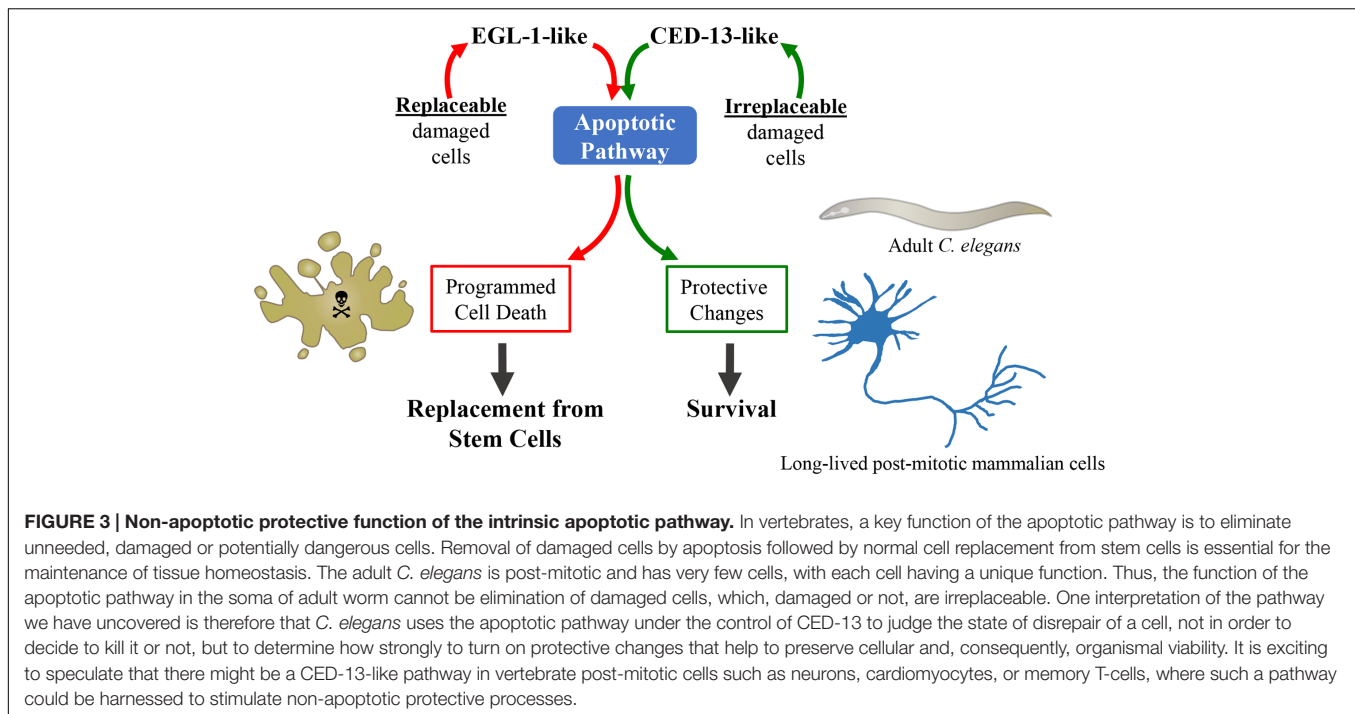 EGL-1-like CED-13-like
Replaceable
damaged
cells
Apoptotic
Pathway
Irreplaceable
damaged
cells
Adult C. elegans
Programmed
Cell Death
Protective
Changes
Replacement from
Stem Cells
Survival
Long-lived post-mitotic mammalian cells
FIGURE 3 | Non-apoptotic protective function of the intrinsic apoptotic pathway. In vertebrates, a key function of the apoptotic pathway is to eliminate
unneeded, damaged or potentially dangerous cells. Removal of damaged cells by apoptosis followed by normal cell replacement from stem cells is essential for the
maintenance of tissue homeostasis. The adult C. elegans is post-mitotic and has very few cells, with each cell having a unique function. Thus, the function of the
apoptotic pathway in the soma of adult worm cannot be elimination of damaged cells, which, damaged or not, are irreplaceable. One interpretation of the pathway
we have uncovered is therefore that C. elegans uses the apoptotic pathway under the control of CED-13 to judge the state of disrepair of a cell, not in order to
decide to kill it or not, but to determine how strongly to turn on protective changes that help to preserve cellular and, consequently, organismal viability. It is exciting
to speculate that there might be a CED-13-like pathway in vertebrate post-mitotic cells such as neurons, cardiomyocytes, or memory T-cells, where such a pathway
could be harnessed to stimulate non-apoptotic protective processes.